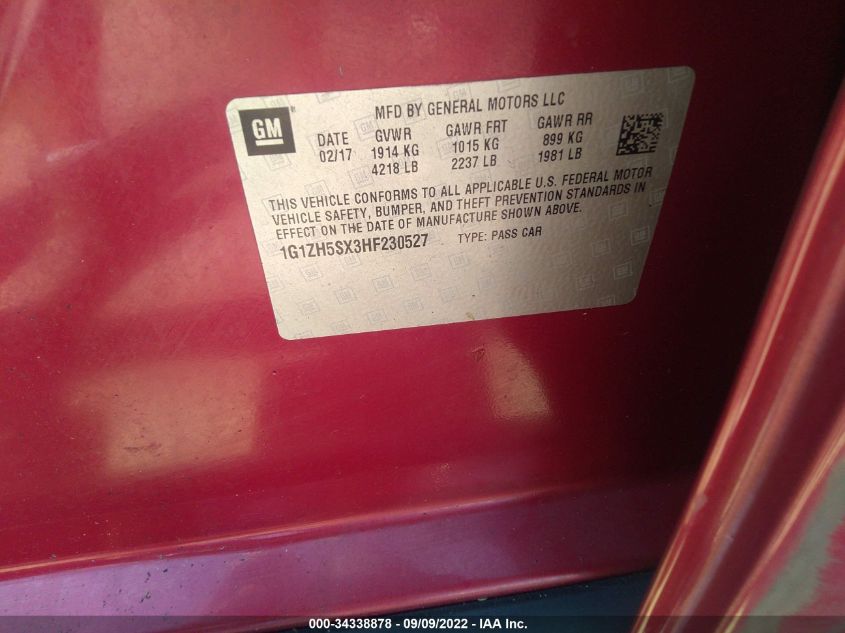 GM
MFD BY GENERAL MOTORS LLC
DATE GVWR GAWR FRT GAWR RR
02/17 1914 KG 1015 KG 899 KG
4218 LB 2237 LB 1981 LB
THIS VEHICLE CONFORMS TO ALL APPLICABLE U.S. FEDERAL MOTOR
VEHICLE SAFETY, BUMPER, AND THEFT PREVENTION STANDARDS IN
EFFECT ON THE DATE OF MANUFACTURE SHOWN ABOVE.
1G1ZH5SX3HF230527 TYPE: PASS CAR
000-34338878 - 09/09/2022 - IAA Inc.